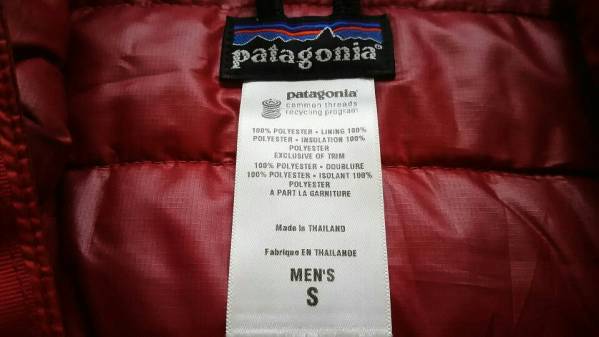 patagonia
patagonia
common threads
recycling program
100% POLYESTER • LINING 100%
POLYESTER • INSULATION 100%
POLYESTER
EXCLUSIVE OF TRIM
100% POLYESTER • DOUBLURE
100% POLYESTER • ISOLANT 100%
POLYESTER
A PART LA GARNITURE
Made in THAILAND
Fabrique EN THAILANDE
MEN'S
S